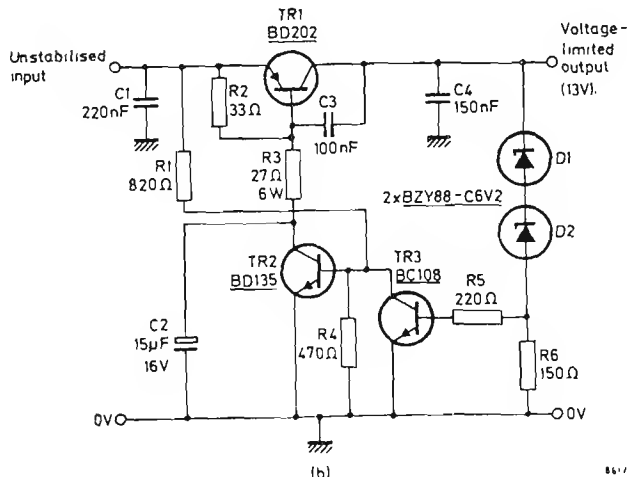 TR1
BD202
Unstabilised
input
Voltage-
limited
output
(13V).
C1
220nF
R2
33Ω
C3
100nF
C4
150nF
R1
820Ω
R3
27Ω
6W
D1
2xBZY88-C6V2
D2
TR2
BD135
TR3
BC108
R5
220Ω
C2
15µF
16V
R4
470Ω
R6
150Ω
0V
0V
(b)